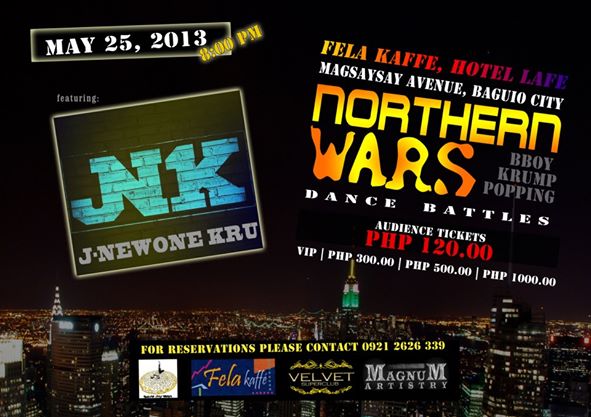 MAY 25, 2013
8:00 PM
featuring:
JNK
J-NEWONE KRU
FELA KAFFE, HOTEL LAFE
MAGSAYSAY AVENUE, BAGUIO CITY
NORTHERN
WARS
BBOY
KRUMP
POPPING
DANCE BATTLES
AUDIENCE TICKETS
PHP 120.00
VIP | PHP 300.00 | PHP 500.00 | PHP 1000.00
FOR RESERVATIONS PLEASE CONTACT 0921 2626 339
Fela kaffe
VELVET
SUPERCLUB
MAGNUM
ARTISTRY